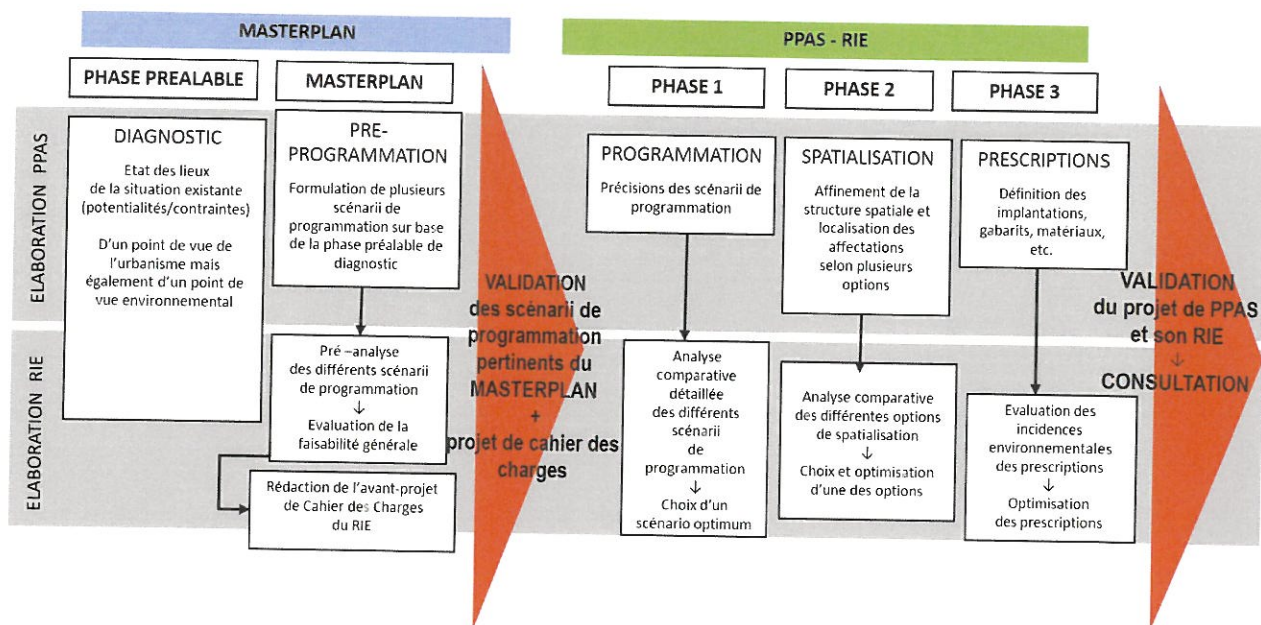 MASTERPLAN
PPAS - RIE
PHASE PREALABLE
MASTERPLAN
PHASE 1
PHASE 2
PHASE 3
ELABORATION PPAS
DIAGNOSTIC
Etat des lieux
de la situation existante
(potentialités/contraintes)
D'un point de vue de
l'urbanisme mais
également d'un point de
vue environnemental
PRE-
PROGRAMMATION
Formulation de plusieurs
scénarii de
programmation sur base
de la phase préalable de
diagnostic
PROGRAMMATION
Précisions des scénarii de
programmation
SPATIALISATION
Affinement de la
structure spatiale et
localisation des
affectations
selon plusieurs
options
PRESCRIPTIONS
Définition des
implantations,
gabarits, matériaux,
etc.
VALIDATION
des scénarii de
programmation
pertinents du
MASTERPLAN
+
projet de cahier des
charges
VALIDATION
du projet de PPAS
et son RIE
↓
CONSULTATION
ELABORATION RIE
Pré –analyse
des différents scénarii
de programmation
↓
Evaluation de la
faisabilité générale
Rédaction de l'avant-projet
de Cahier des Charges
du RIE
Analyse
comparative
détaillée
des différents
scénarii
de
programmation
↓
Choix d'un
scénario optimum
Analyse comparative
des différentes options
de spatialisation
↓
Choix et optimisation
d'une des options
Evaluation des
incidences
environnementales
des prescriptions
↓
Optimisation
des prescriptions